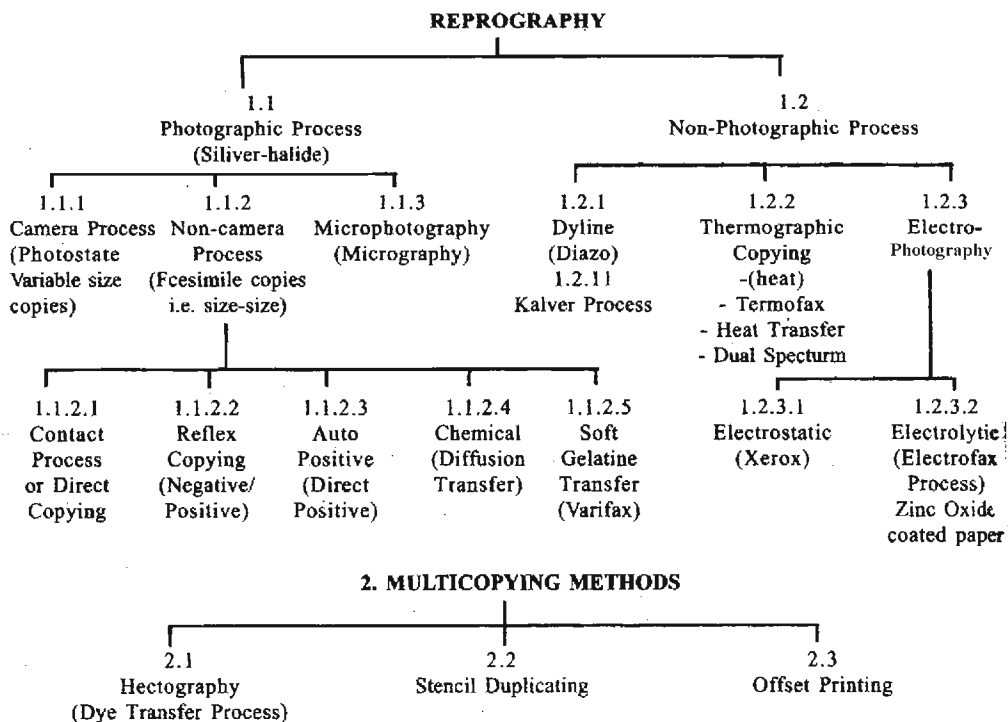 REPROGRAPHY
1.1
Photographic Process
(Siliver-halide)
1.2
Non-Photographic Process
1.1.1
Camera Process
(Photostate
Variable size
copies)
1.1.2
Non-camera
Process
(Fcesimile copies
i.e. size-size)
1.1.3
Microphotography
(Micrography)
1.2.1
Dyline
(Diazo)
1.2.11
Kalver Process
1.2.2
Thermographic
Copying
-(heat)
- Termofax
- Heat Transfer
- Dual Specturm
1.2.3
Electro-
Photography
1.1.2.1
Contact
Process
or Direct
Copying
1.1.2.2
Reflex
Copying
(Negative/
Positive)
1.1.2.3
Auto
Positive
(Direct
Positive)
1.1.2.4
Chemical
(Diffusion
Transfer)
1.1.2.5
Soft
Gelatine
Transfer
(Varifax)
1.2.3.1
Electrostatic
(Xerox)
1.2.3.2
Electrolytic
(Electrofax
Process)
Zinc Oxide
coated paper
2. MULTICOPYING METHODS
2.1
Hectography
(Dye Transfer Process)
2.2
Stencil Duplicating
2.3
Offset Printing